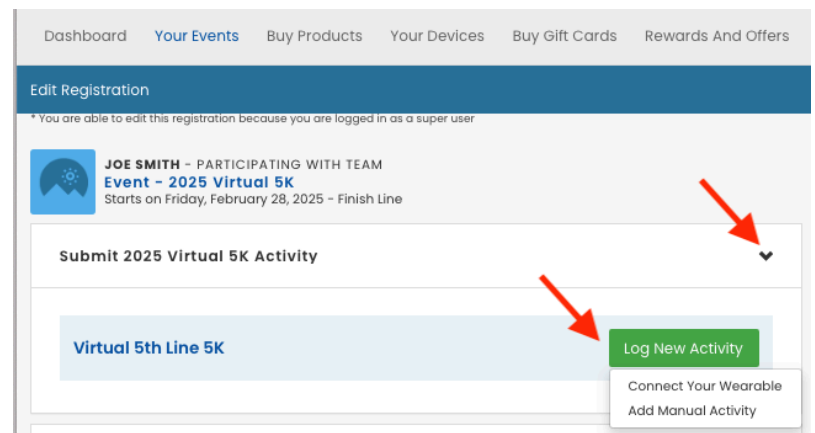 Dashboard Your Events Buy Products Your Devices Buy Gift Cards Rewards And Offers
Edit Registration
* You are able to edit this registration because you are logged in as a super user
JOE SMITH - PARTICIPATING WITH TEAM
Event - 2025 Virtual 5K
Starts on Friday, February 28, 2025 - Finish Line
Submit 2025 Virtual 5K Activity
Virtual 5th Line 5K
Log New Activity
Connect Your Wearable
Add Manual Activity